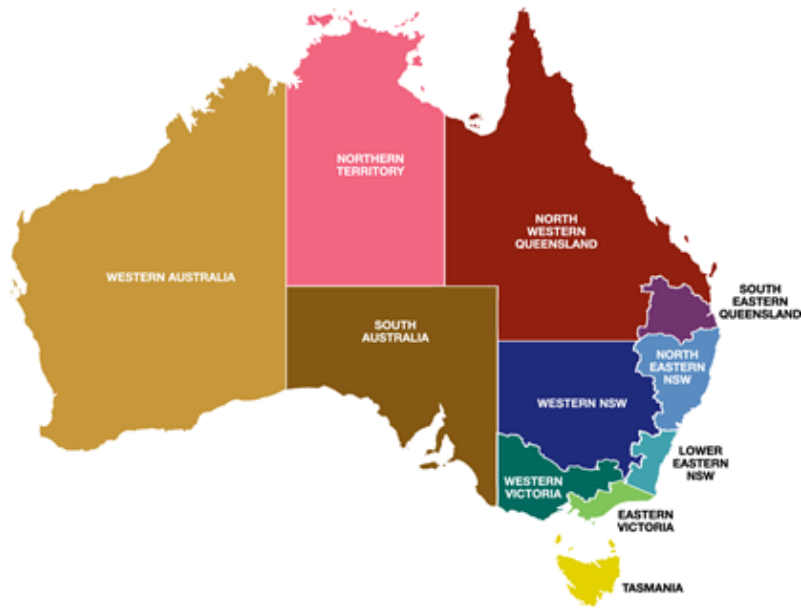 NORTHERN
TERRITORY
NORTH
WESTERN
QUEENSLAND
WESTERN AUSTRALIA
SOUTH
EASTERN
QUEENSLAND
SOUTH
AUSTRALIA
NORTH
EASTERN
NSW
WESTERN NSW
LOWER
EASTERN
NSW
WESTERN
VICTORIA
EASTERN
VICTORIA
TASMANIA